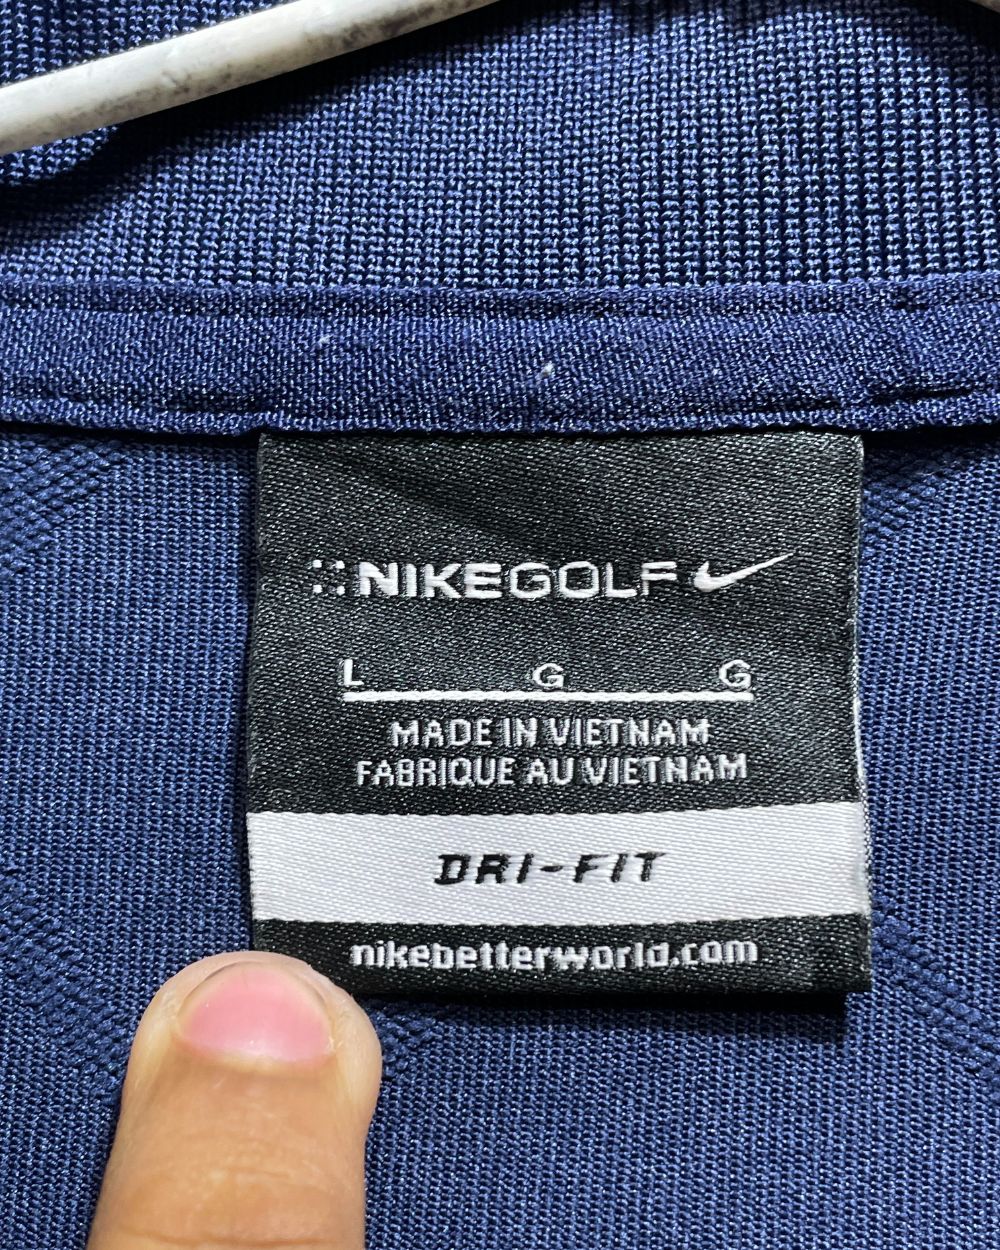 NIKEGOLF
L G G
MADE IN VIETNAM
FABRIQUE AU VIETNAM
DRI-FIT
nikebetterworld.com